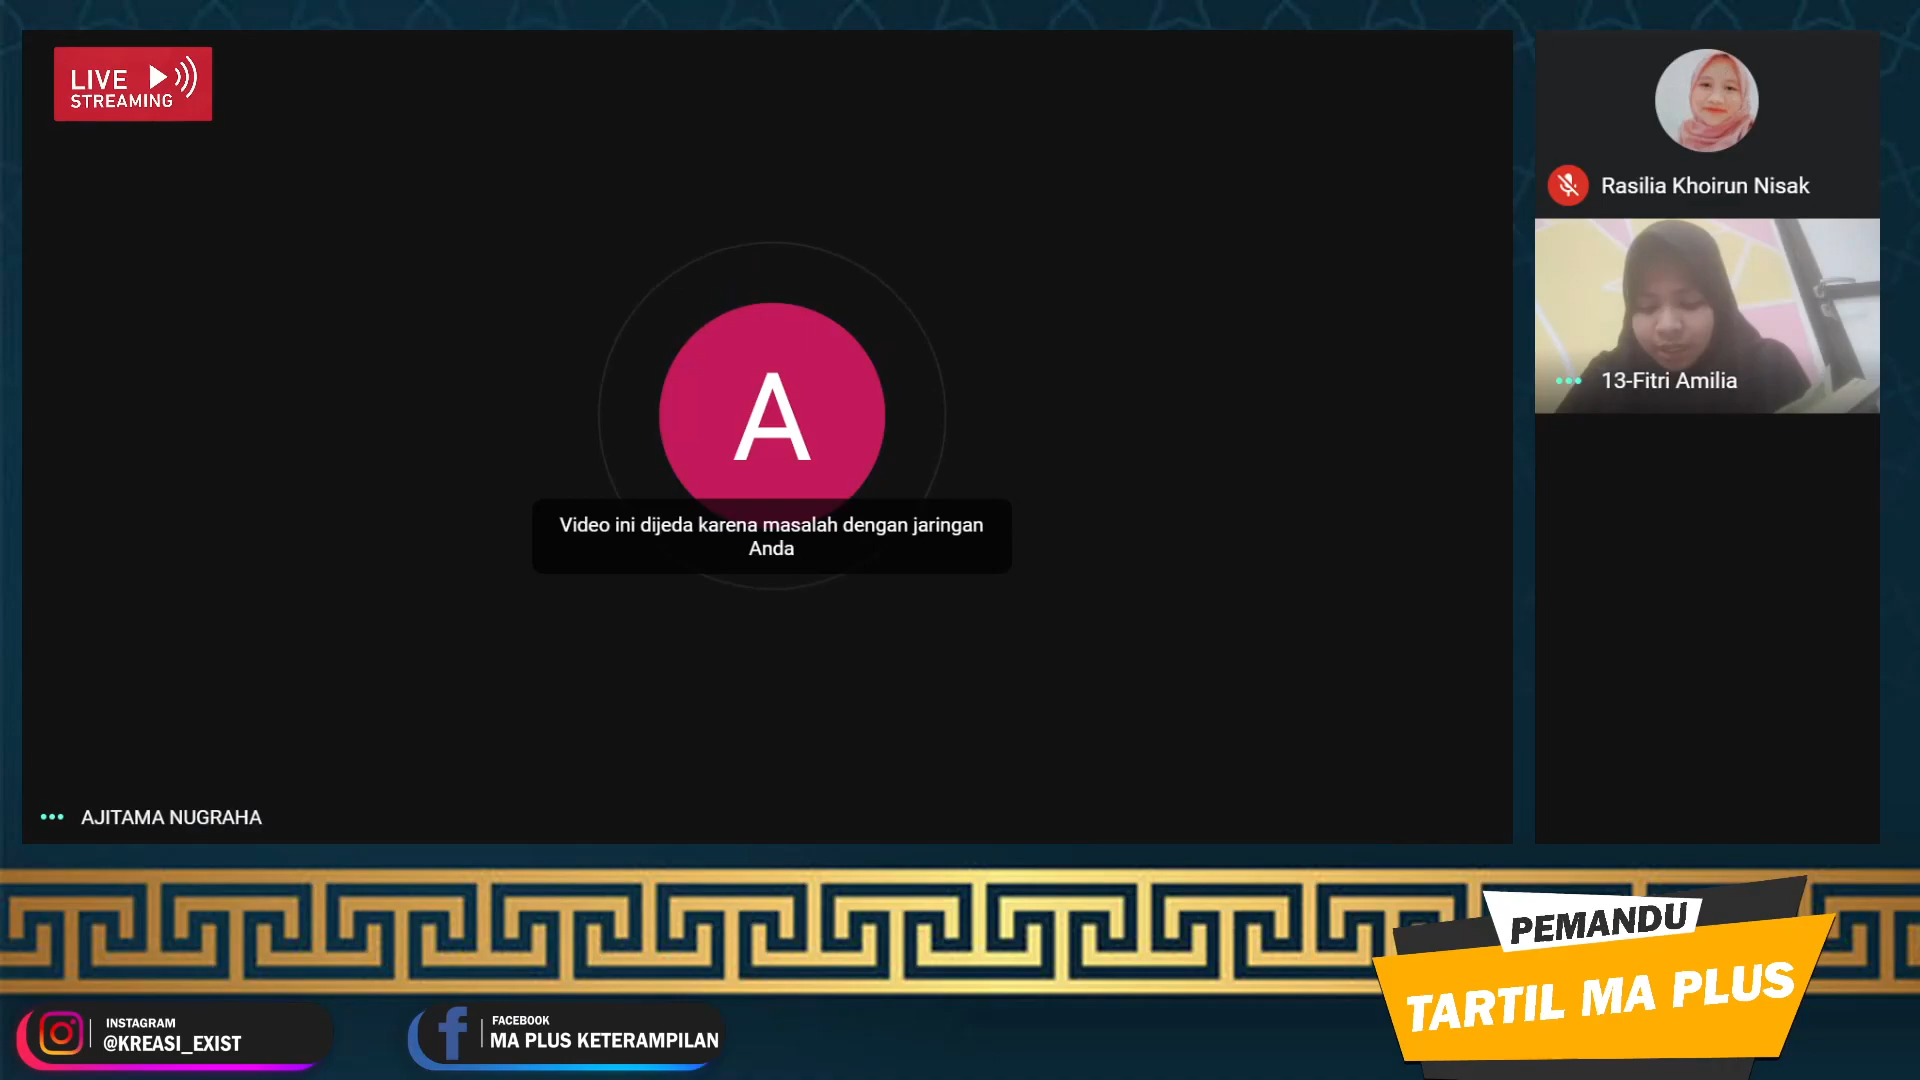 LIVE
STREAMING
Rasilia Khoirun Nisak
13-Fitri Amilia
A
Video ini dijeda karena masalah dengan jaringan
Anda
AJITAMA NUGRAHA
PEMANDU
TARTIL MA PLUS
INSTAGRAM
@KREASI_EXIST
FACEBOOK
MA PLUS KETERAMPILAN